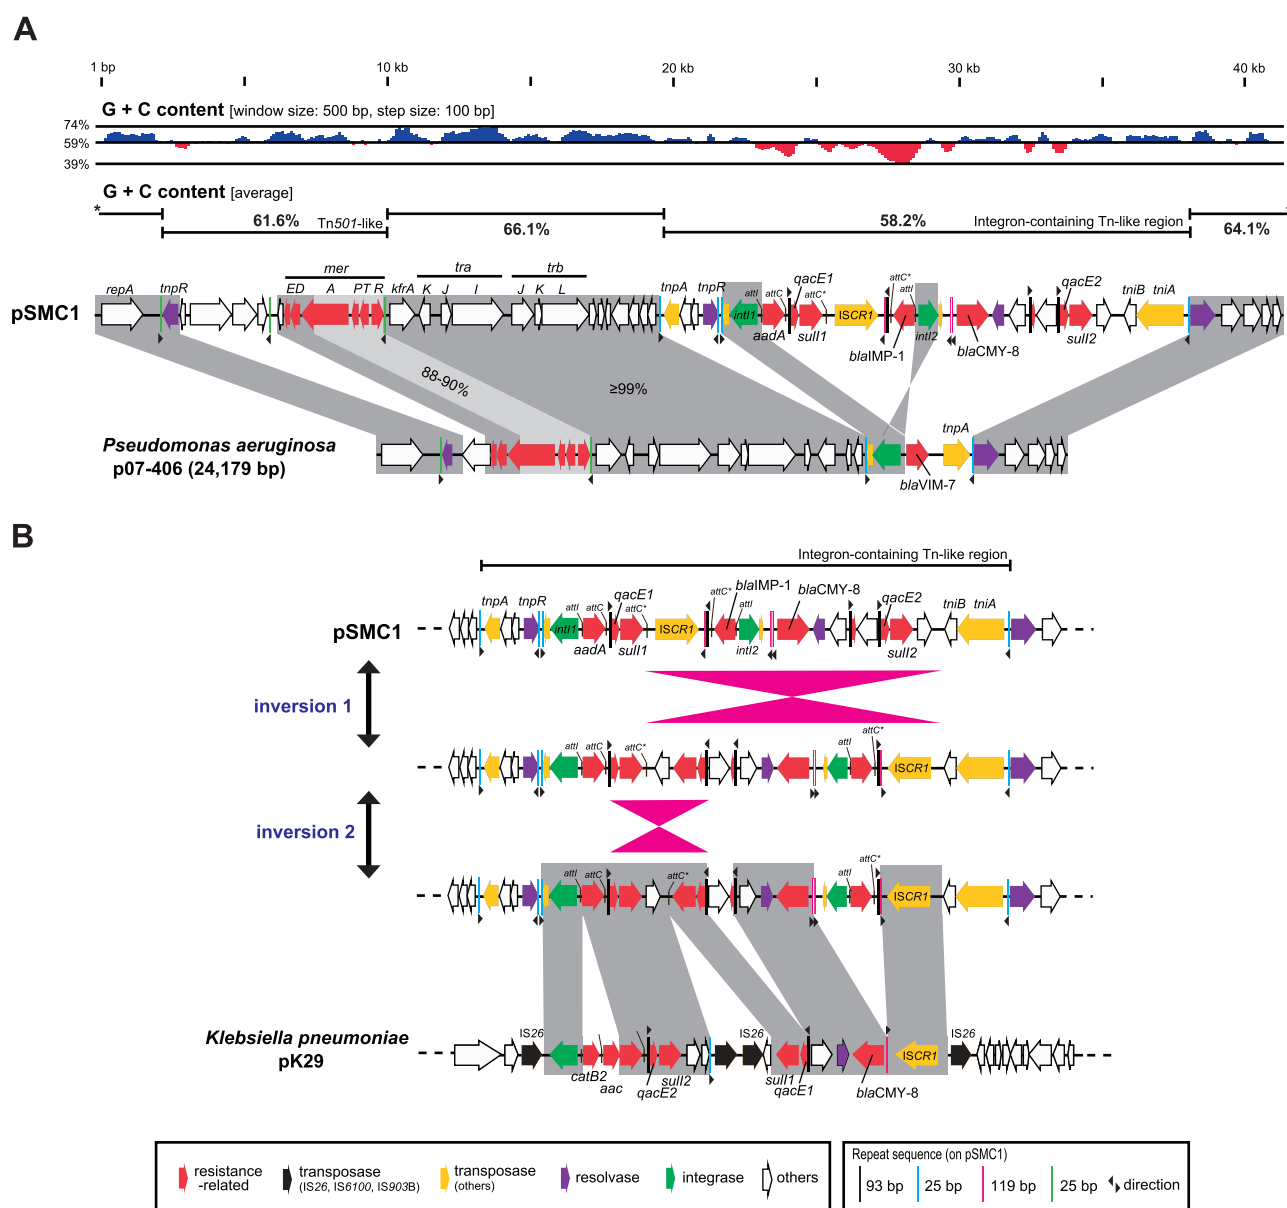 A
1 bp 10 kb 20 kb 30 kb 40 kb
G + C content [window size: 500 bp, step size: 100 bp]
74%
59%
39%
G + C content [average]
*
61.6% Tn501-like
66.1%
58.2% Integron-containing Tn-like region
64.1%
mer tra trb
repA tnpR ED A PT R kfrA K J I J K L tnpA tnpR attI attC qacE1 attC* attC* attI qacE2 tniB tniA
pSMC1 intI1 aadA sulI1 ISCR1 blaIMP-1 intI2 blaCMY-8 sulI2
88-90%
≥99%
Pseudomonas aeruginosa
p07-406 (24,179 bp)
tnpA
blaVIM-7
B
Integron-containing Tn-like region
tnpA tnpR attI attC qacE1 attC* attC* blaIMP-1 attI blaCMY-8 qacE2 tniB tniA
pSMC1 intI1 aadA sulI1 ISCR1 intI2 sulI2
inversion 1
attI attC attC* attI attC*
ISCR1
inversion 2
attI attC attC* attI attC*
ISCR1
Klebsiella pneumoniae
pK29
IS26 IS26 IS26
ISCR1
catB2 aac qacE2 sulI2 sulI1 qacE1 blaCMY-8
resistance
-related
transposase
(IS26, IS6100, IS903B)
transposase
(others)
resolvase
integrase
others
Repeat sequence (on pSMC1)
93 bp 25 bp 119 bp 25 bp direction